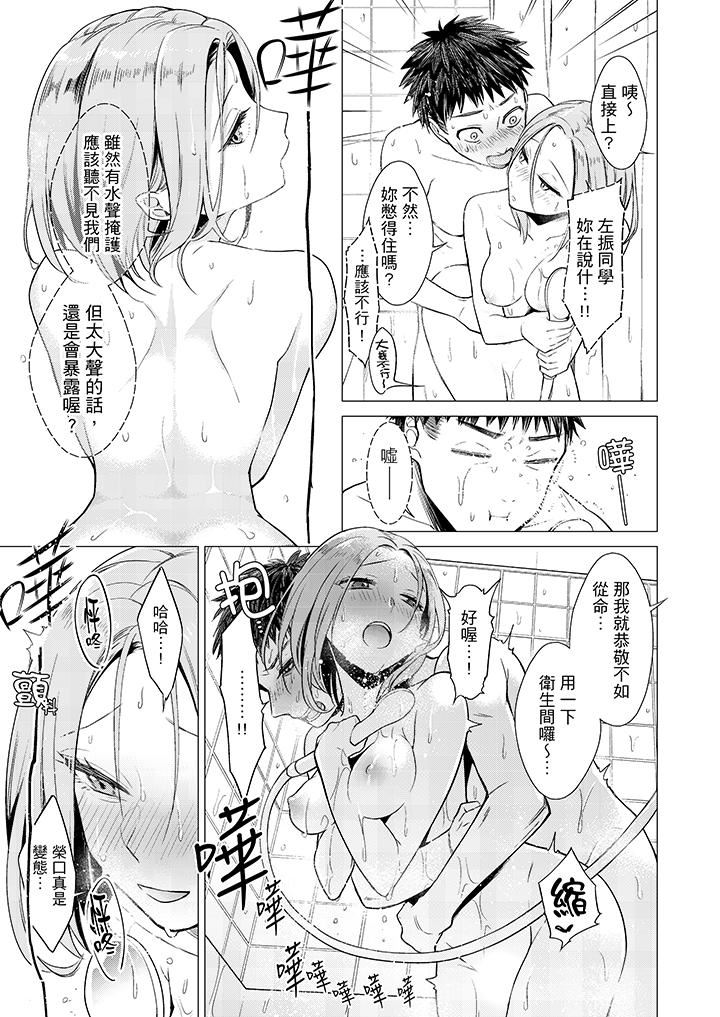 咦～
直接上？
左振同學
妳在說什…!!
不然…
妳憋得住嗎？
…應該不行！
噓──
嘩
嘩
雖然有水聲掩護
應該聽不見我們
但太大聲的話，
還是會暴露喔？
那我就恭敬不如
從命…
用一下
衛生間囉～…
好喔…！
抱
………!!
縮
嘩
嘩
嘩
嘩
嘩
嘩
嘩
嘩
哈哈…！
榮口真是
變態…